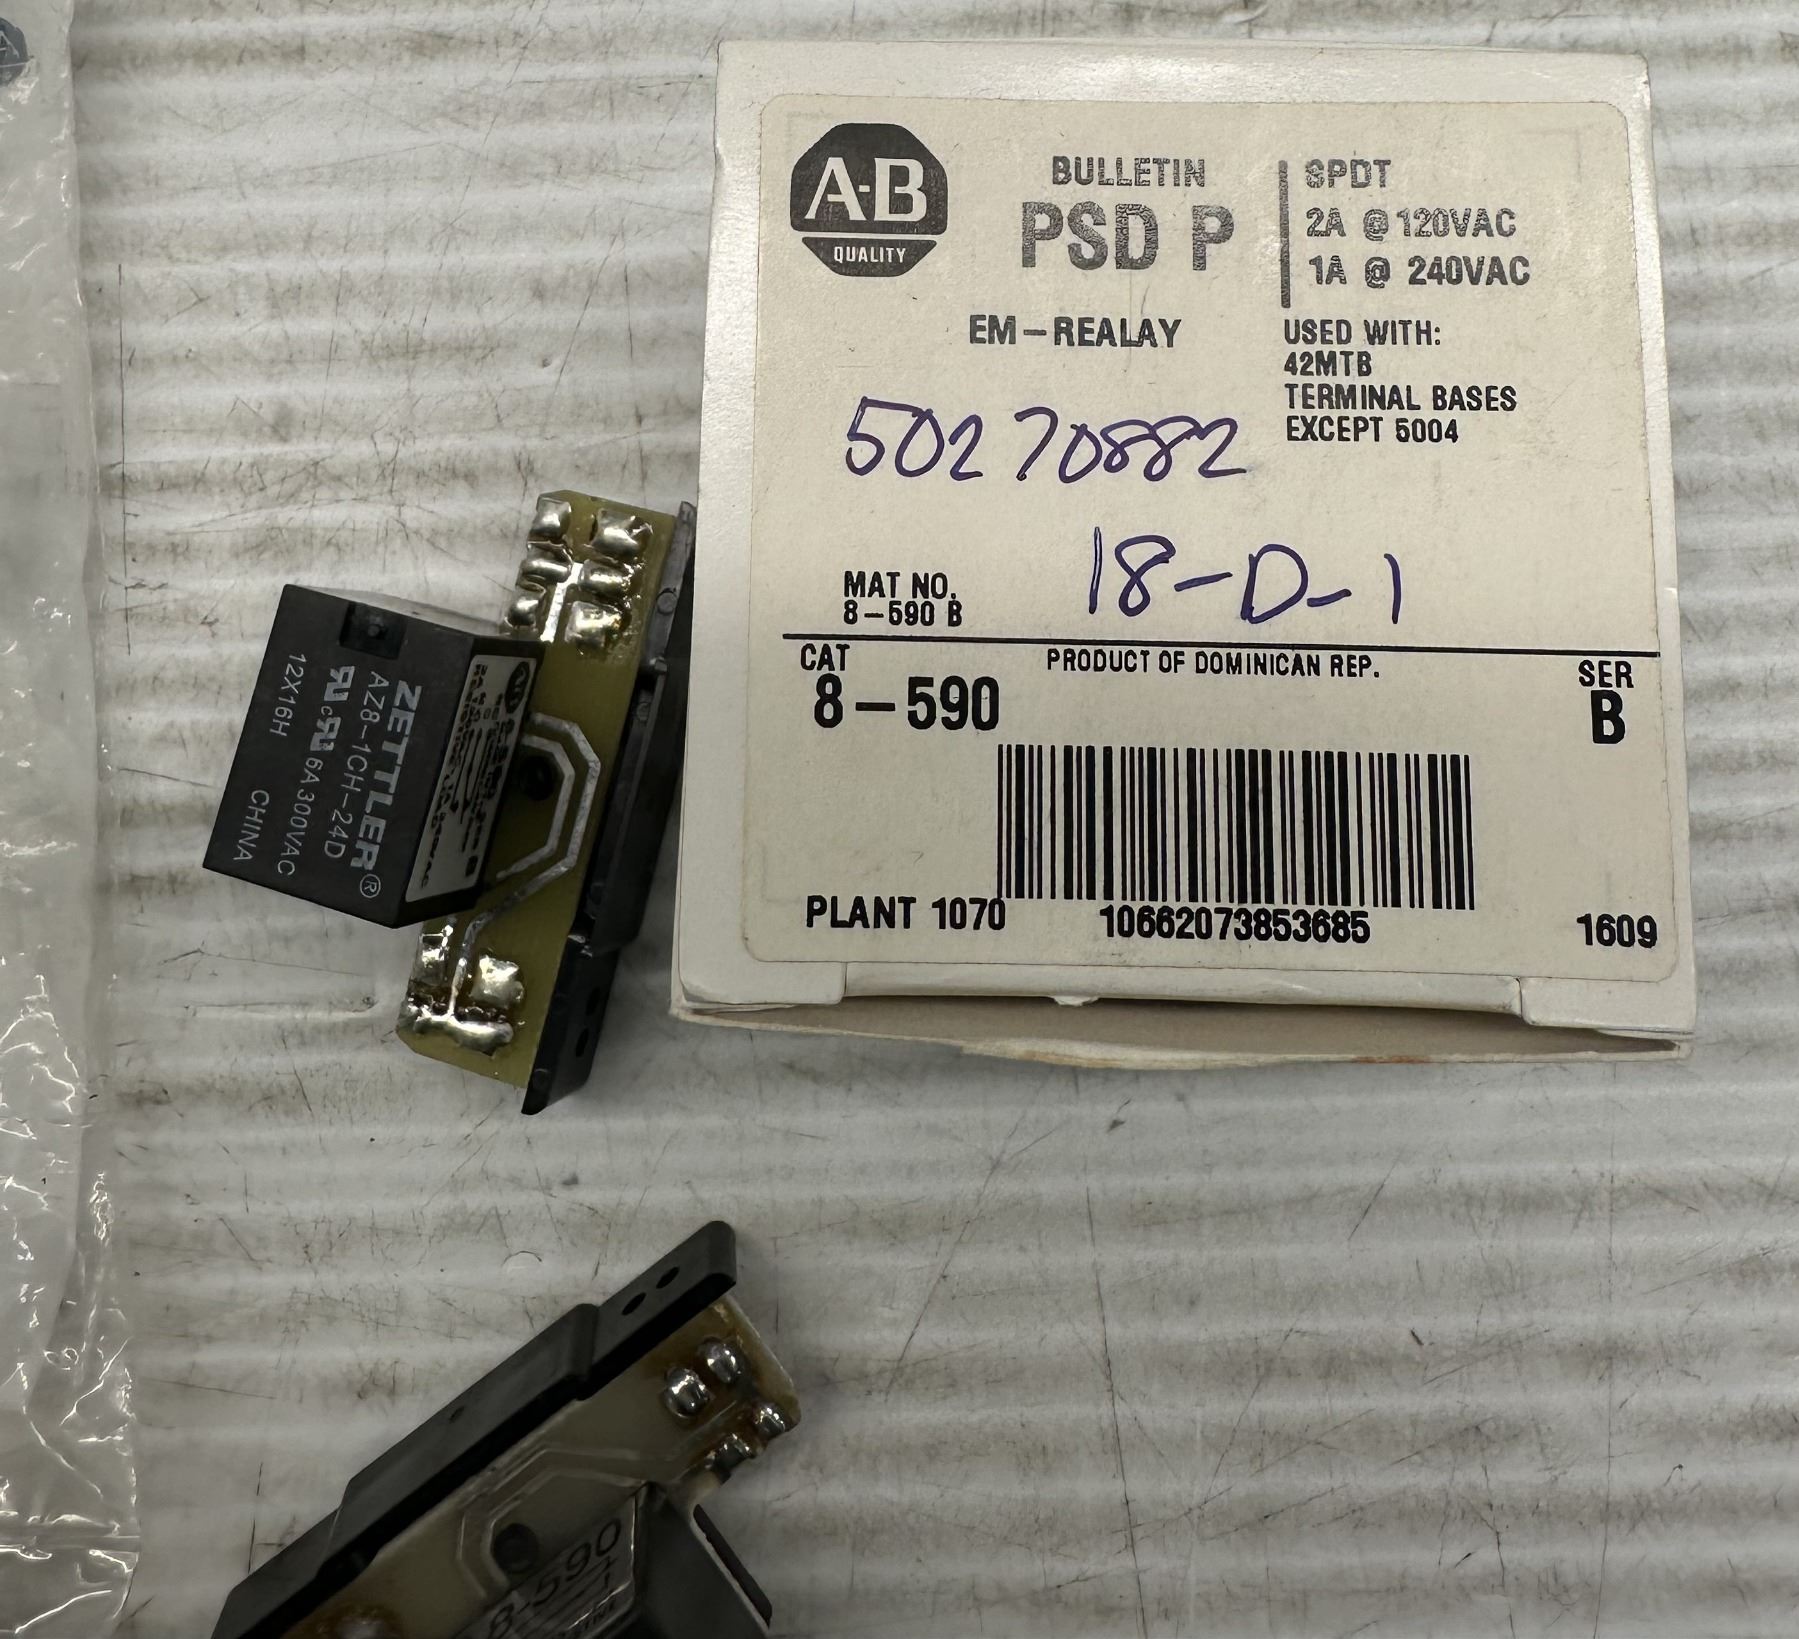 A-B
QUALITY
BULLETIN
PSD P
SPDT
2A @ 120VAC
1A @ 240VAC
EM-REALAY
USED WITH:
42MTB
TERMINAL BASES
EXCEPT 5004
50270882
18-D-1
MAT NO.
8-590 B
CAT
8-590
PRODUCT OF DOMINICAN REP.
SER
B
PLANT 1070
10662073853685
1609
ZETTLER®
AZ8-1CH-24D
6A 300VAC
12X16H CHINA
8-590